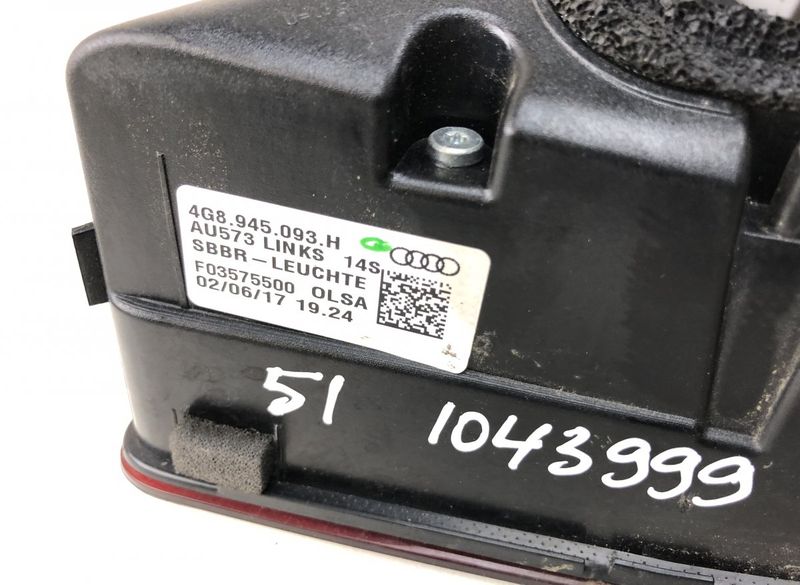 4G8.945.093.H
AU573 LINKS 14S
SBBR-LEUCHTE
F03575500 OLSA
02/06/17 19.24
51 1043999